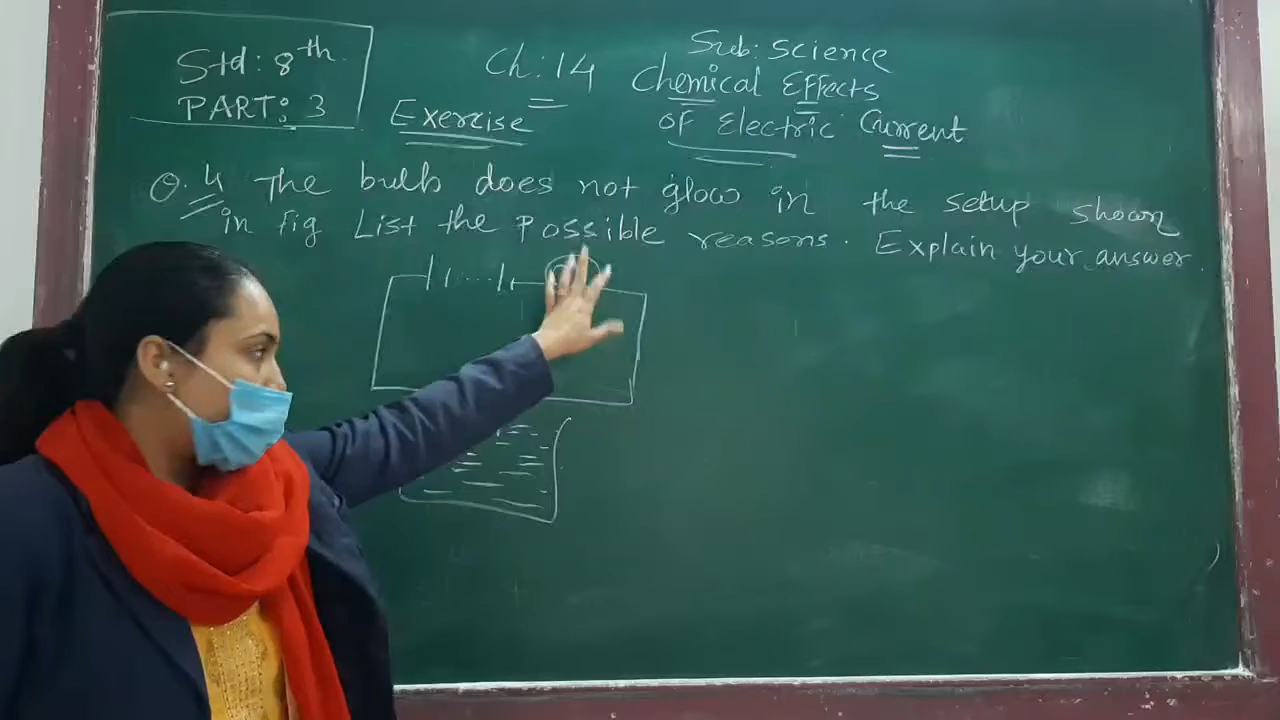 Std: 8th.
PART: 3
Ch: 14
Sub: science
Chemical Effects
Exercise
of Electric Current
Q. 4 The bulb does not glow in the setup shown
in fig List the Possible reasons. Explain your answer.